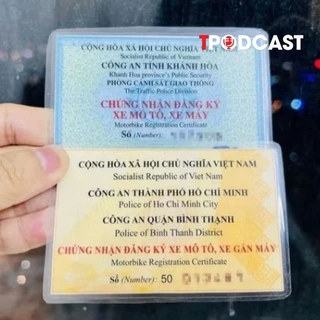 TPODCAST
CỘNG HÒA XÃ HỘI CHỦ NGHĨA VIỆT
Socialist Republic of Vietnam
CÔNG AN TỈNH KHÁNH HÒA
Khanh Hoa province's Public Security
PHÒNG CẢNH SÁT GIAO THÔNG
The Traffic Police Division
CHỨNG NHẬN ĐĂNG KÝ
XE MÔ TÔ, XE MÁY
Motorbike Registration Certificate
Số (Number):
CỘNG HÒA XÃ HỘI CHỦ NGHĨA VIỆT NAM
Socialist Republic of Viet Nam
CÔNG AN THÀNH PHỐ HỒ CHÍ MINH
Police of Ho Chi Minh City
CÔNG AN QUẬN BÌNH THẠNH
Police of Binh Thanh District
CHỨNG NHẬN ĐĂNG KÝ XE MÔ TÔ, XE GẮN MÁY
Motorbike Registration Certificate
Số (Number): 50